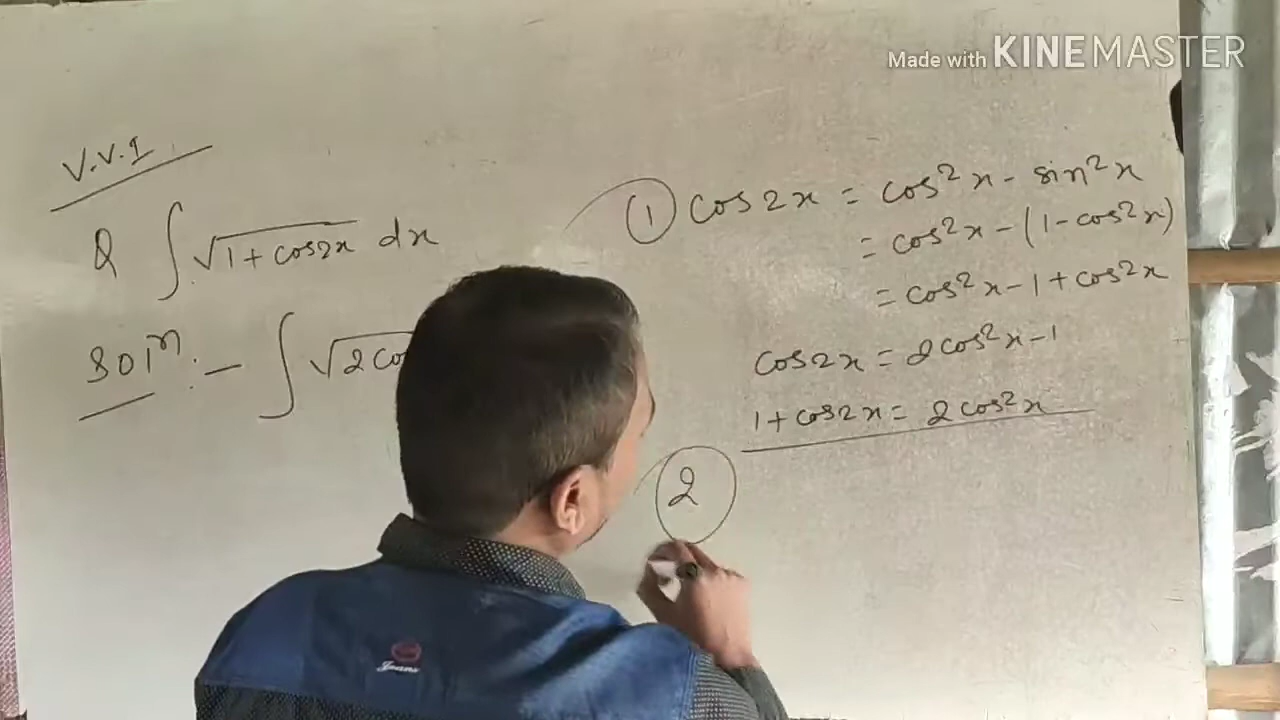 Made with KINEMASTER
V.V.I
Q ∫√1+cos2x dx
Solⁿ:- ∫√2co
① cos2x = cos²x - sin²x
= cos²x - (1-cos²x)
= cos²x - 1 + cos²x
cos2x = 2cos²x - 1
1 + cos2x = 2cos²x
②
Jeans